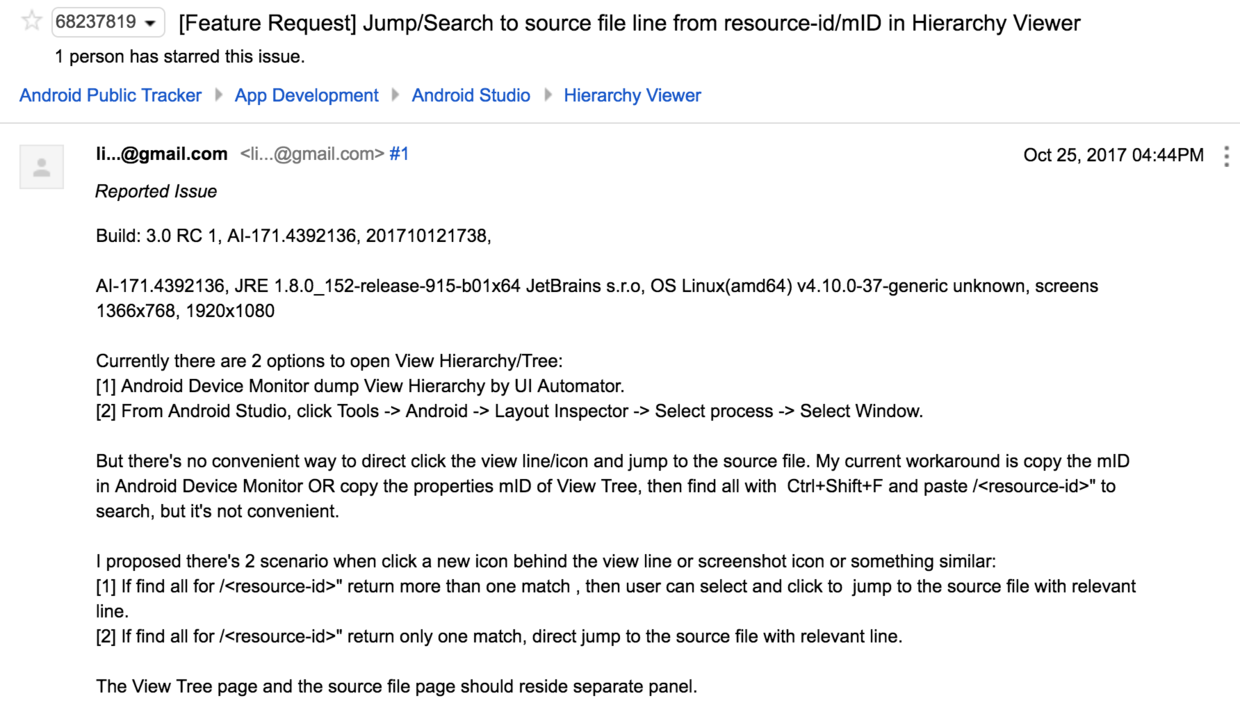 68237819 [Feature Request] Jump/Search to source file line from resource-id/mID in Hierarchy Viewer
1 person has starred this issue.
Android Public Tracker App Development Android Studio Hierarchy Viewer
li...@gmail.com <li...@gmail.com> #1 Oct 25, 2017 04:44PM
Reported Issue
Build: 3.0 RC 1, AI-171.4392136, 201710121738,
AI-171.4392136, JRE 1.8.0_152-release-915-b01x64 JetBrains s.r.o, OS Linux(amd64) v4.10.0-37-generic unknown, screens
1366x768, 1920x1080
Currently there are 2 options to open View Hierarchy/Tree:
[1] Android Device Monitor dump View Hierarchy by UI Automator.
[2] From Android Studio, click Tools -> Android -> Layout Inspector -> Select process -> Select Window.
But there's no convenient way to direct click the view line/icon and jump to the source file. My current workaround is copy the mID
in Android Device Monitor OR copy the properties mID of View Tree, then find all with  Ctrl+Shift+F and paste /<resource-id>" to
search, but it's not convenient.
I proposed there's 2 scenario when click a new icon behind the view line or screenshot icon or something similar:
[1] If find all for /<resource-id>" return more than one match , then user can select and click to  jump to the source file with relevant
line.
[2] If find all for /<resource-id>" return only one match, direct jump to the source file with relevant line.
The View Tree page and the source file page should reside separate panel.